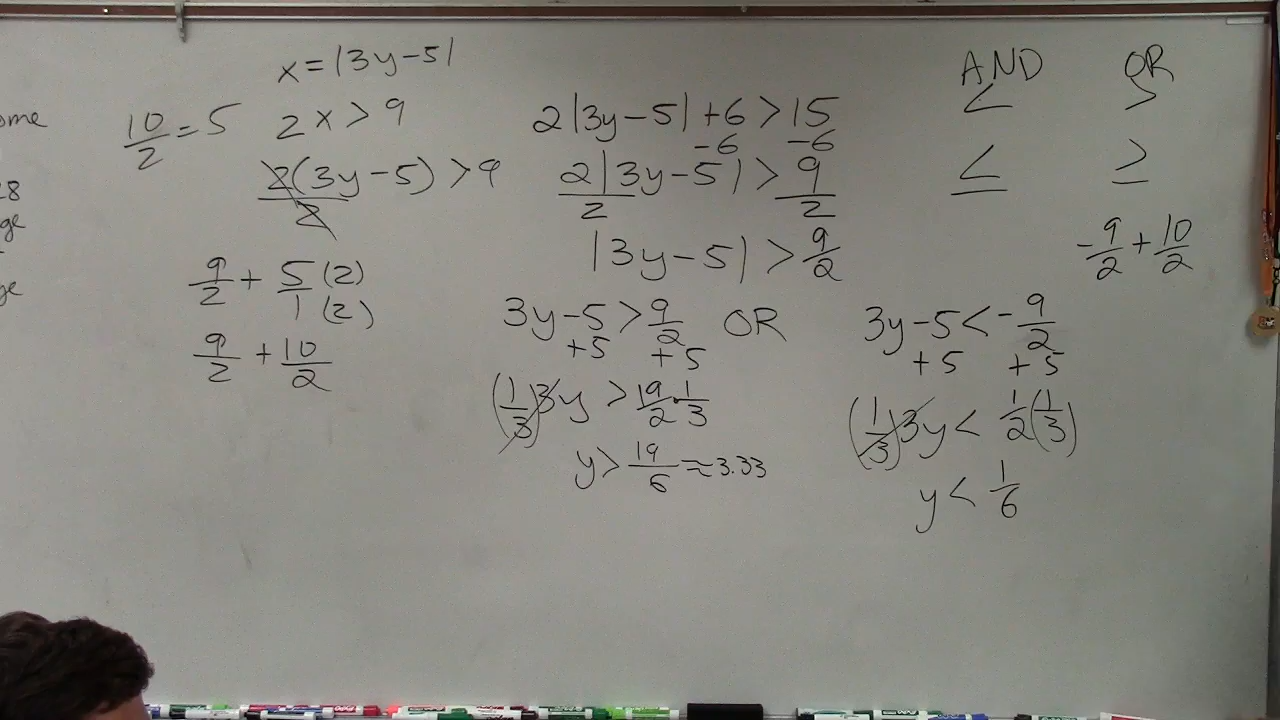 x = |3y - 5|
10/2 = 5
2x > 9
2(3y - 5) > 9
2
9/2 + 5/1 (2)(2)
9/2 + 10/2
2|3y - 5| + 6 > 15
-6 -6
2|3y - 5| > 9
2 2
|3y - 5| > 9/2
3y - 5 > 9/2 OR 3y - 5 < -9/2
+5 +5 +5 +5
(1/3)3y > 19/2 · 1/3
y > 19/6 ≈ 3.33
(1/3)3y < 1/2(1/3)
y < 1/6
AND OR
< >
≤ ≥
-9/2 + 10/2
28
ge